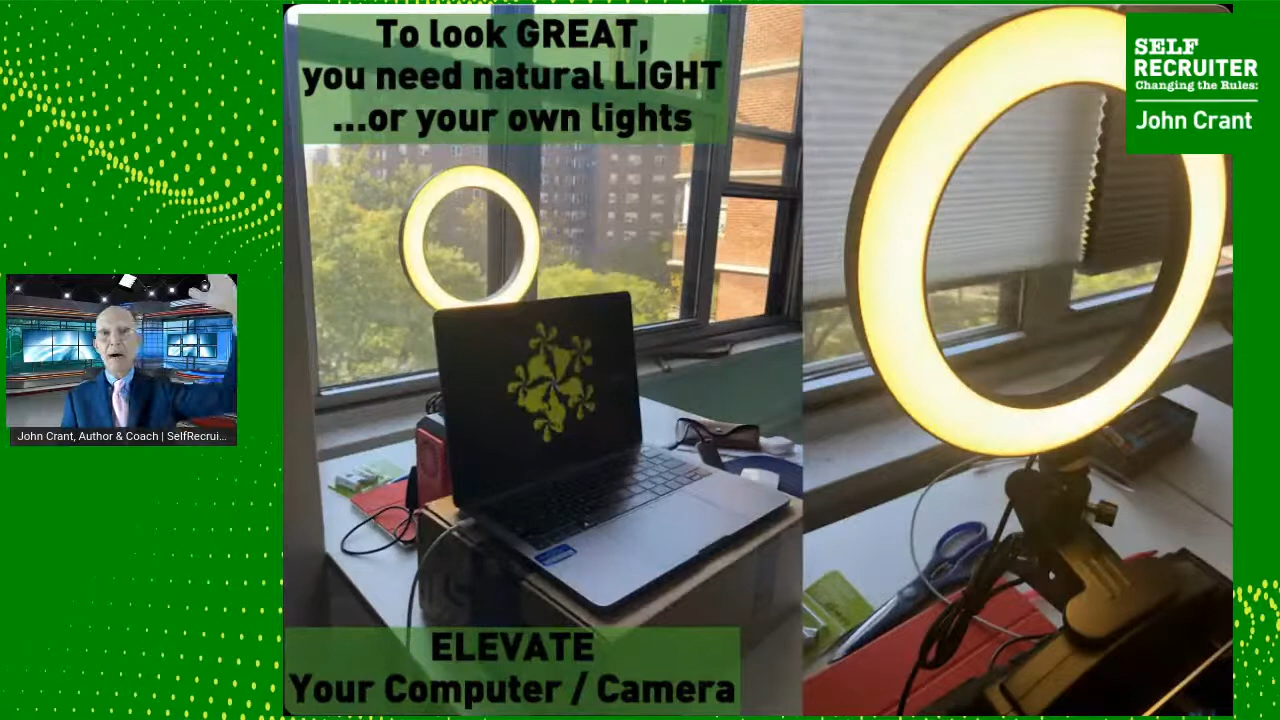 To look GREAT,
you need natural LIGHT
...or your own lights
SELF
RECRUITER
Changing the Rules:
John Crant
John Crant, Author & Coach | SelfRecrui...
ELEVATE
Your Computer / Camera